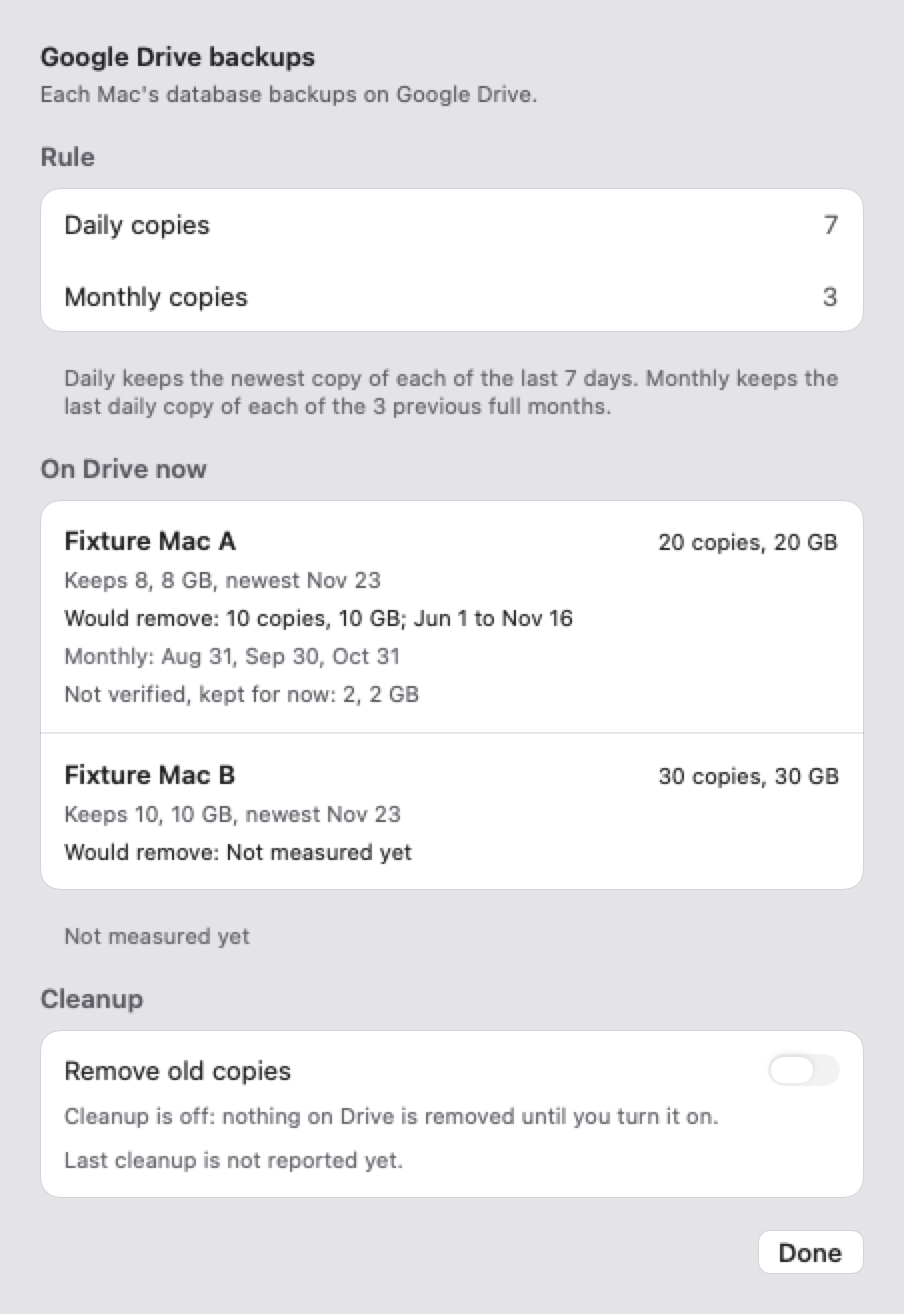 Google Drive backups
Each Mac's database backups on Google Drive.
Rule
Daily copies 7
Monthly copies 3
Daily keeps the newest copy of each of the last 7 days. Monthly keeps the
last daily copy of each of the 3 previous full months.
On Drive now
Fixture Mac A 20 copies, 20 GB
Keeps 8, 8 GB, newest Nov 23
Would remove: 10 copies, 10 GB; Jun 1 to Nov 16
Monthly: Aug 31, Sep 30, Oct 31
Not verified, kept for now: 2, 2 GB
Fixture Mac B 30 copies, 30 GB
Keeps 10, 10 GB, newest Nov 23
Would remove: Not measured yet
Not measured yet
Cleanup
Remove old copies
Cleanup is off: nothing on Drive is removed until you turn it on.
Last cleanup is not reported yet.
Done